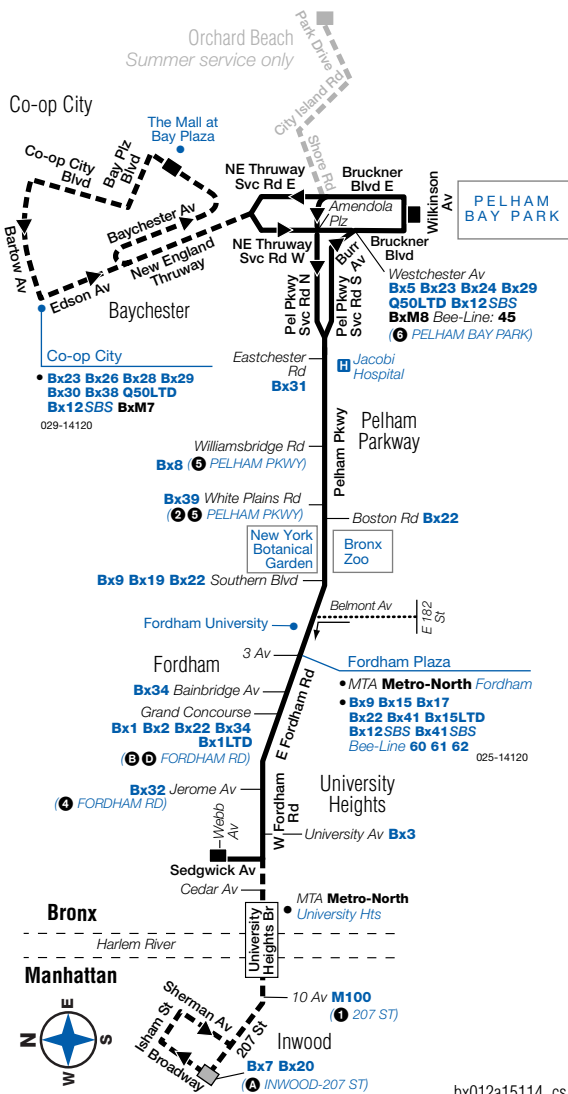 Orchard Beach
Summer service only
Park Drive
City Island Rd
Shore Rd
Co-op City
The Mall at
Bay Plaza
Co-op City
Blvd
Bay Plz
Blvd
Bartow Av
Baychester Av
New England
Thruway
Edson Av
Baychester
NE Thruway
Svc Rd E
Bruckner
Blvd E
Amendola
Plz
Wilkinson
Av
PELHAM
BAY PARK
NE Thruway
Svc Rd W
Bruckner
Blvd
Burr
Av
Pel Pkwy
Svc Rd N
Pel Pkwy
Svc Rd S
Westchester Av
Bx5 Bx23 Bx24 Bx29
Q50LTD Bx12SBS
BxM8 Bee-Line: 45
(6 PELHAM BAY PARK)
Co-op City
• Bx23 Bx26 Bx28 Bx29
Bx30 Bx38 Q50LTD
Bx12SBS BxM7
029-14120
Eastchester
Rd
Bx31
H Jacobi
Hospital
Pelham
Parkway
Pelham Pkwy
Williamsbridge Rd
Bx8 (5 PELHAM PKWY)
Bx39 White Plains Rd
(2 5 PELHAM PKWY)
Boston Rd Bx22
New York
Botanical
Garden
Bronx
Zoo
Bx9 Bx19 Bx22 Southern Blvd
Belmont Av
E 182
St
Fordham University
3 Av
Fordham Plaza
• MTA Metro-North Fordham
• Bx9 Bx15 Bx17
Bx22 Bx41 Bx15LTD
Bx12SBS Bx41SBS
Bee-Line 60 61 62
025-14120
Fordham
Bx34 Bainbridge Av
Grand Concourse
Bx1 Bx2 Bx22 Bx34
Bx1LTD
(B D FORDHAM RD)
E Fordham Rd
Bx32 Jerome Av
(4 FORDHAM RD)
University
Heights
W Fordham
Rd
Webb
Av
University Av Bx3
Sedgwick Av
Cedar Av
• MTA Metro-North
University Hts
University
Heights Br
Bronx
Harlem River
Manhattan
N
E
S
W
10 Av M100
(1 207 ST)
Sherman Av
Isham St
207 St
Broadway
Inwood
Bx7 Bx20
(A INWOOD-207 ST)
bx012a15114 cs